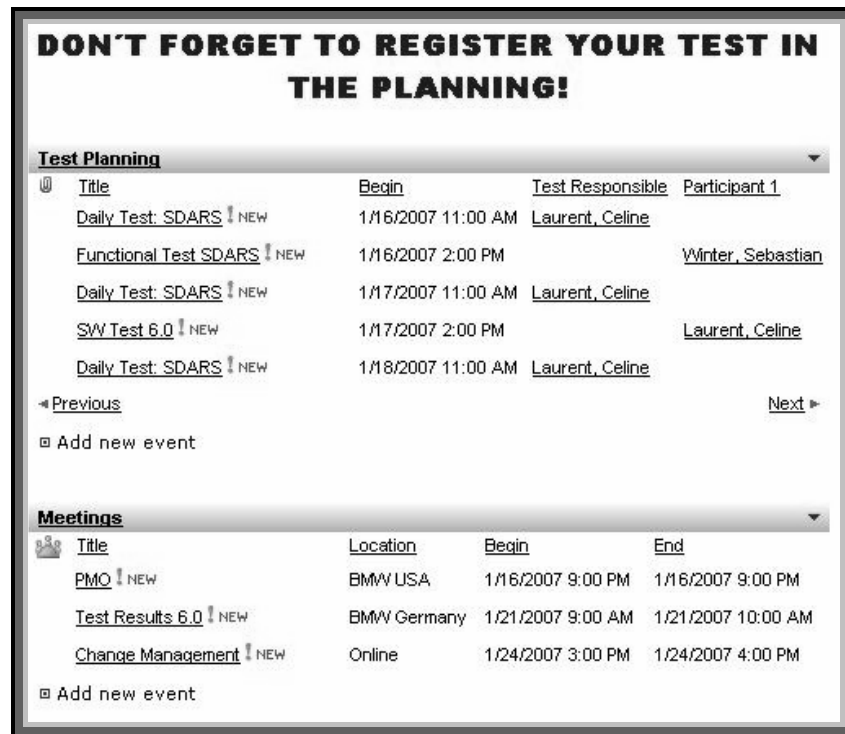 DON´T FORGET TO REGISTER YOUR TEST IN
THE PLANNING!
Test Planning
Title Begin Test Responsible Participant 1
Daily Test: SDARS ! NEW 1/16/2007 11:00 AM Laurent, Celine
Functional Test SDARS ! NEW 1/16/2007 2:00 PM Winter, Sebastian
Daily Test: SDARS ! NEW 1/17/2007 11:00 AM Laurent, Celine
SW Test 6.0 ! NEW 1/17/2007 2:00 PM Laurent, Celine
Daily Test: SDARS ! NEW 1/18/2007 11:00 AM Laurent, Celine
Previous Next
Add new event
Meetings
Title Location Begin End
PMO ! NEW BMW USA 1/16/2007 9:00 PM 1/16/2007 9:00 PM
Test Results 6.0 ! NEW BMW Germany 1/21/2007 9:00 AM 1/21/2007 10:00 AM
Change Management ! NEW Online 1/24/2007 3:00 PM 1/24/2007 4:00 PM
Add new event